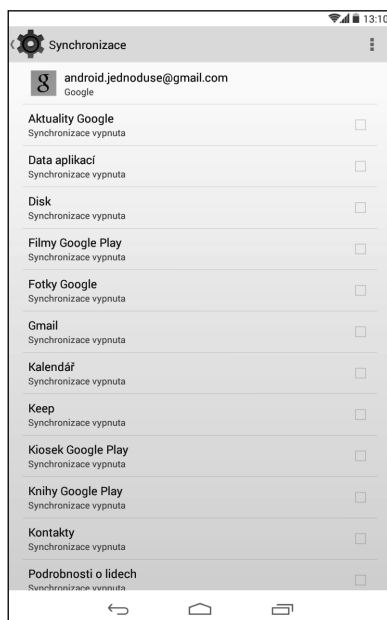 13:10
Synchronizace
g android.jednoduse@gmail.com
Google
Aktuality Google
Synchronizace vypnuta
Data aplikací
Synchronizace vypnuta
Disk
Synchronizace vypnuta
Filmy Google Play
Synchronizace vypnuta
Fotky Google
Synchronizace vypnuta
Gmail
Synchronizace vypnuta
Kalendář
Synchronizace vypnuta
Keep
Synchronizace vypnuta
Kiosek Google Play
Synchronizace vypnuta
Knihy Google Play
Synchronizace vypnuta
Kontakty
Synchronizace vypnuta
Podrobnosti o lidech
Synchronizace vypnuta